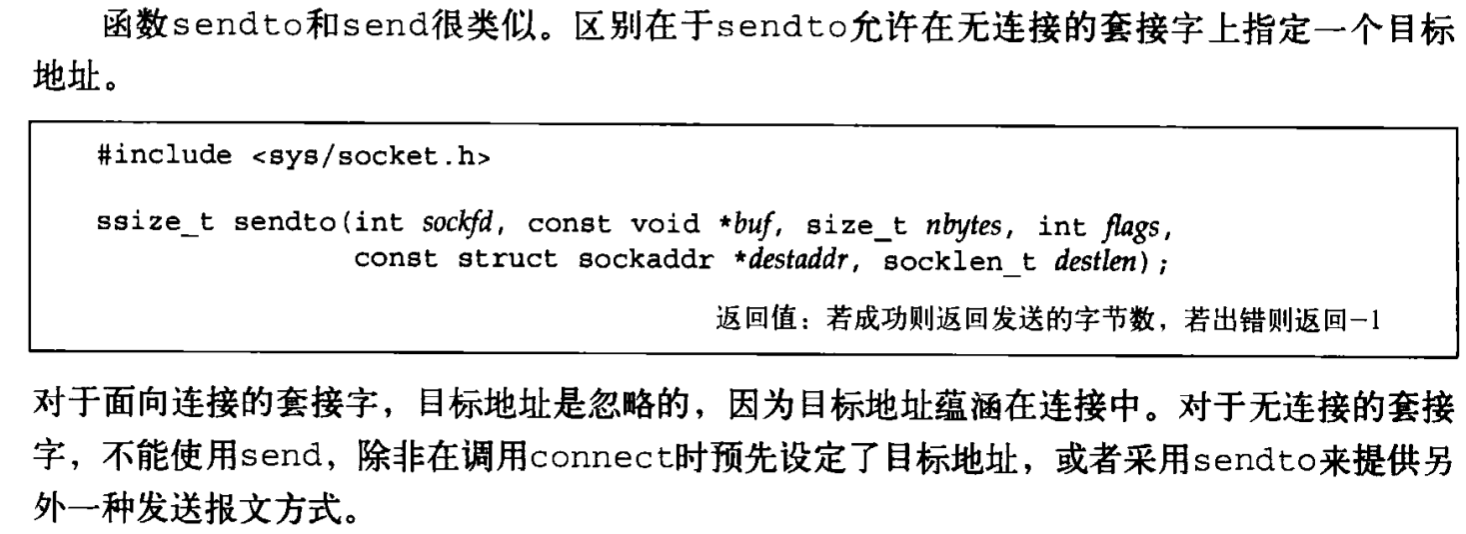 函数sendto和send很类似。区别在于sendto允许在无连接的套接字上指定一个目标
地址。
#include <sys/socket.h>
ssize_t sendto(int sockfd, const void *buf, size_t nbytes, int flags,
const struct sockaddr *destaddr, socklen_t destlen);
返回值：若成功则返回发送的字节数，若出错则返回-1
对于面向连接的套接字，目标地址是忽略的，因为目标地址蕴涵在连接中。对于无连接的套接
字，不能使用send，除非在调用connect时预先设定了目标地址，或者采用sendto来提供另
外一种发送报文方式。